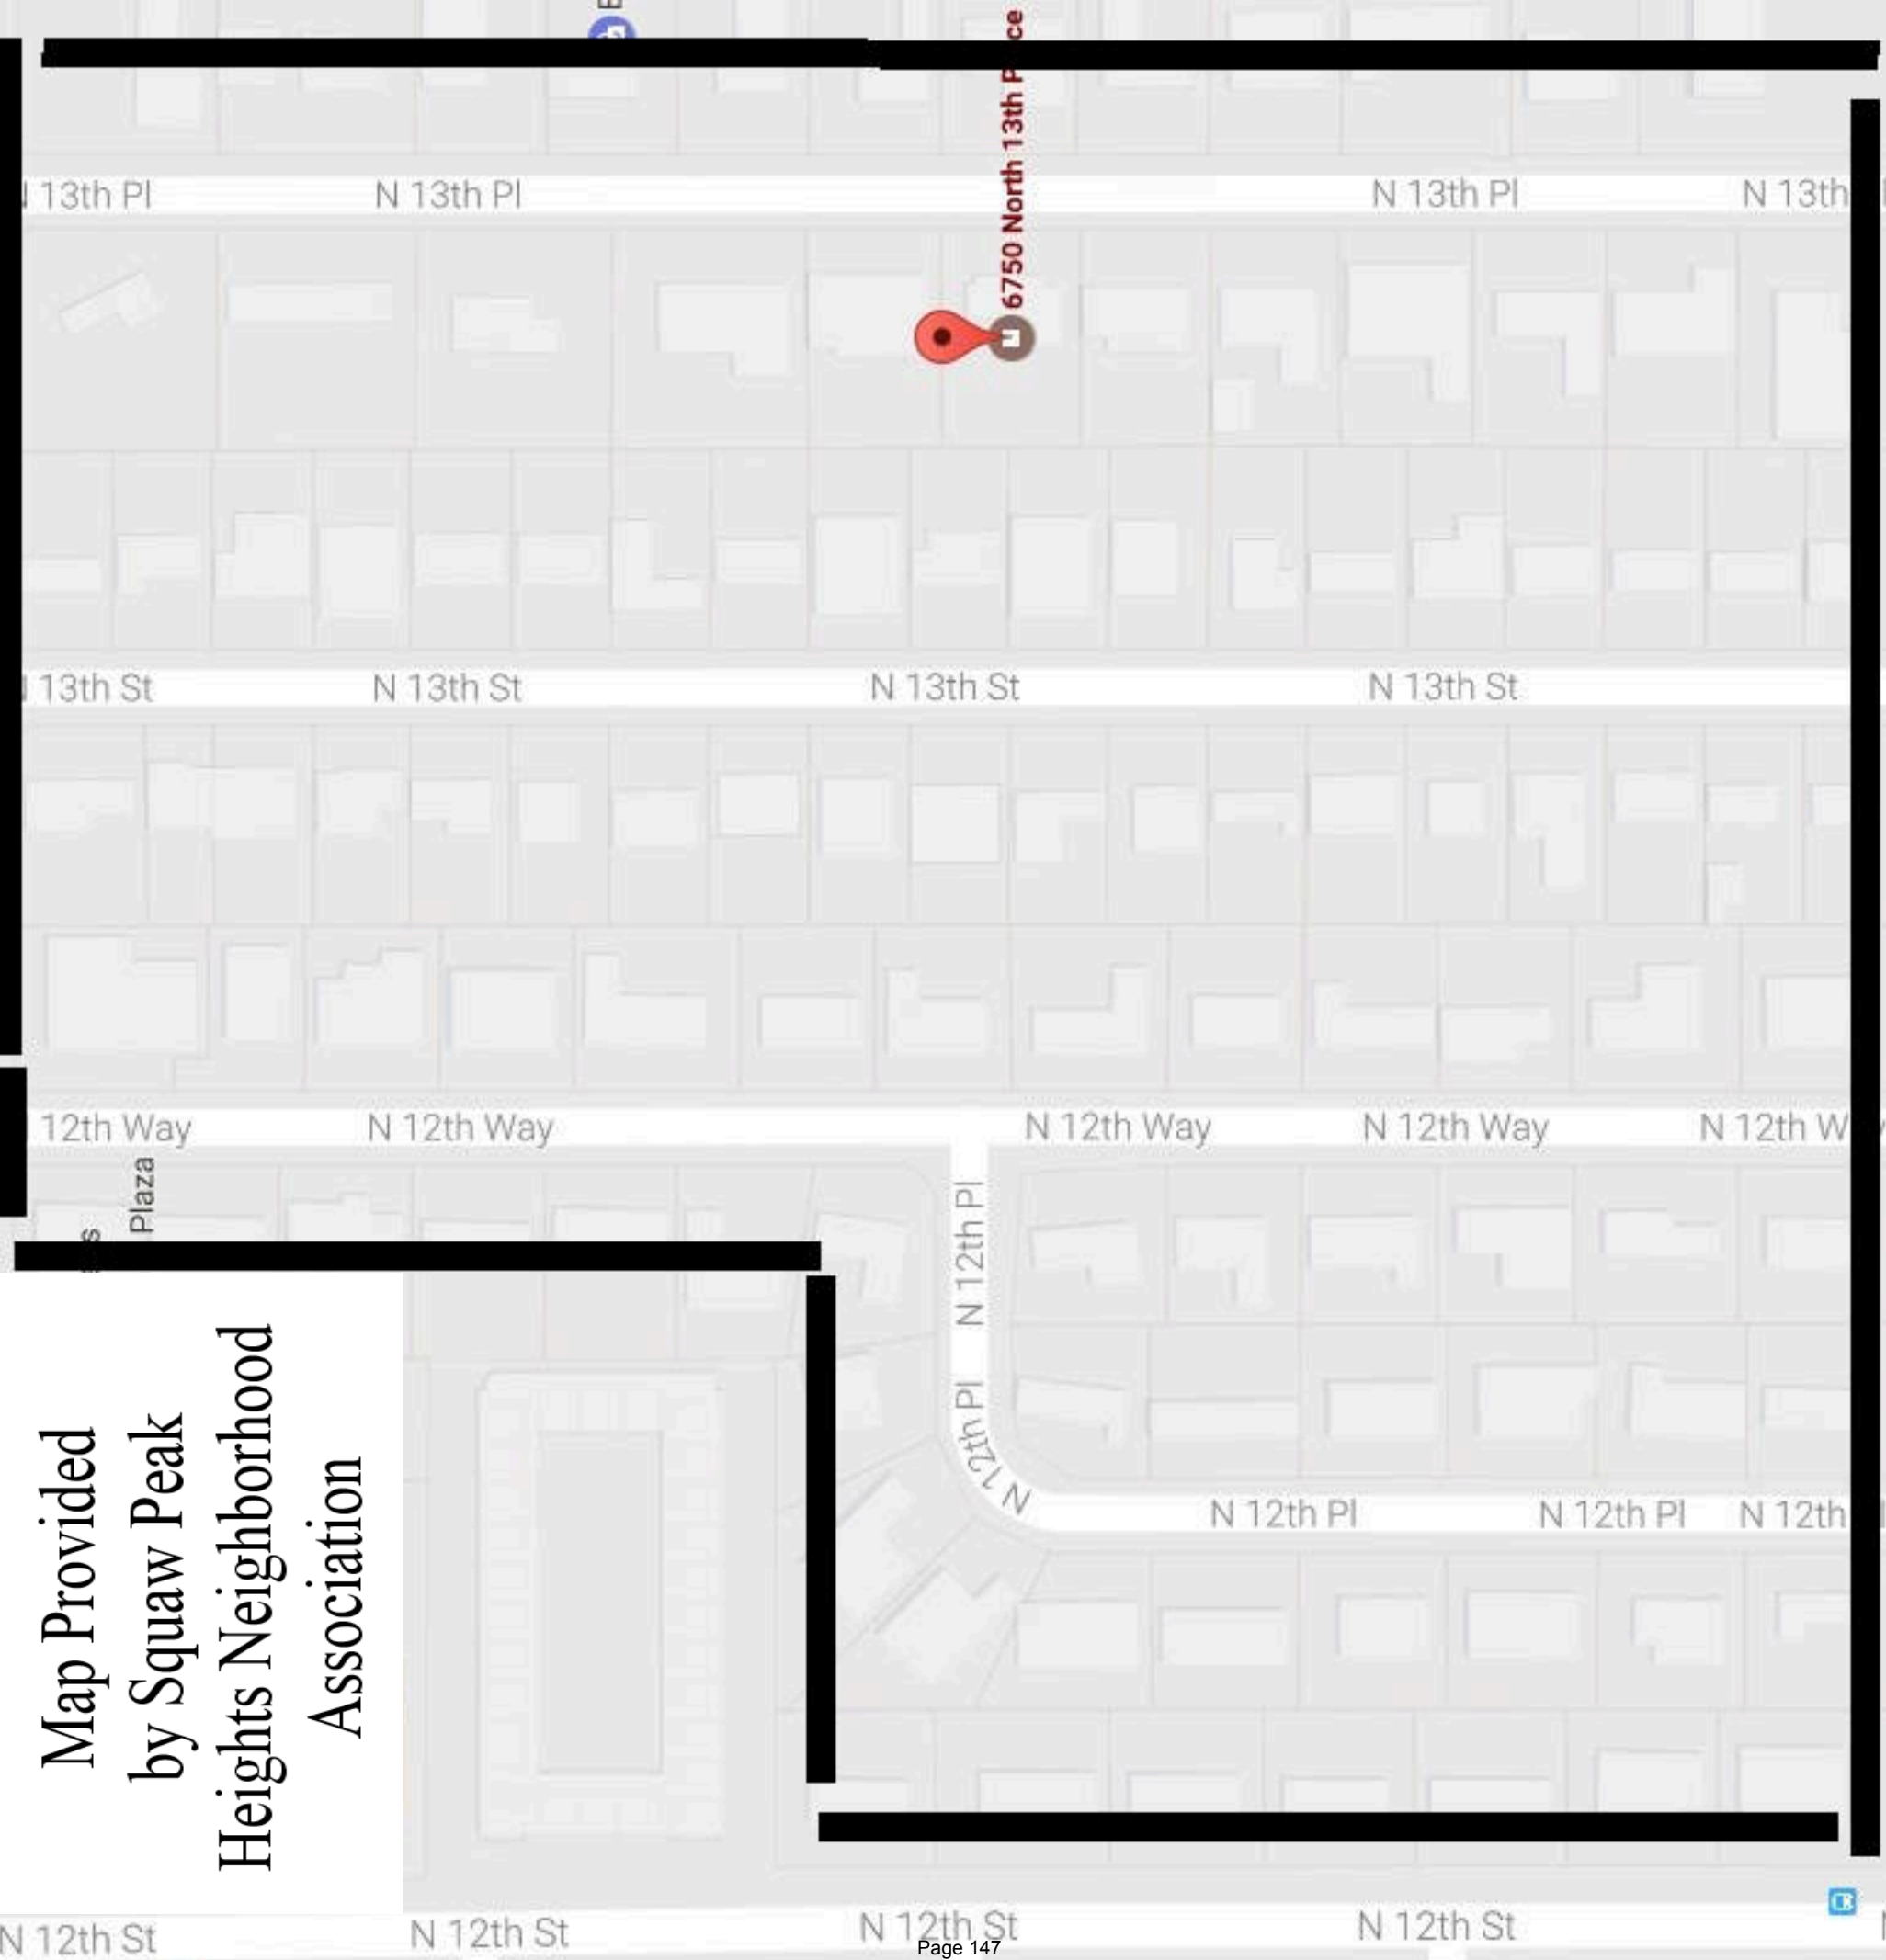 6750 North 13th P ce
13th Pl
N 13th Pl
N 13th Pl
N 13th
13th St
N 13th St
N 13th St
N 13th St
12th Way
N 12th Way
N 12th Way
N 12th Way
N 12th W
Plaza
N 12th Pl
N 12th Pl
N 12th Pl
N 12th Pl
N 12th
Map Provided
by Squaw Peak
Heights Neighborhood
Association
N 12th St
N 12th St
N 12th St
N 12th St
Page 147